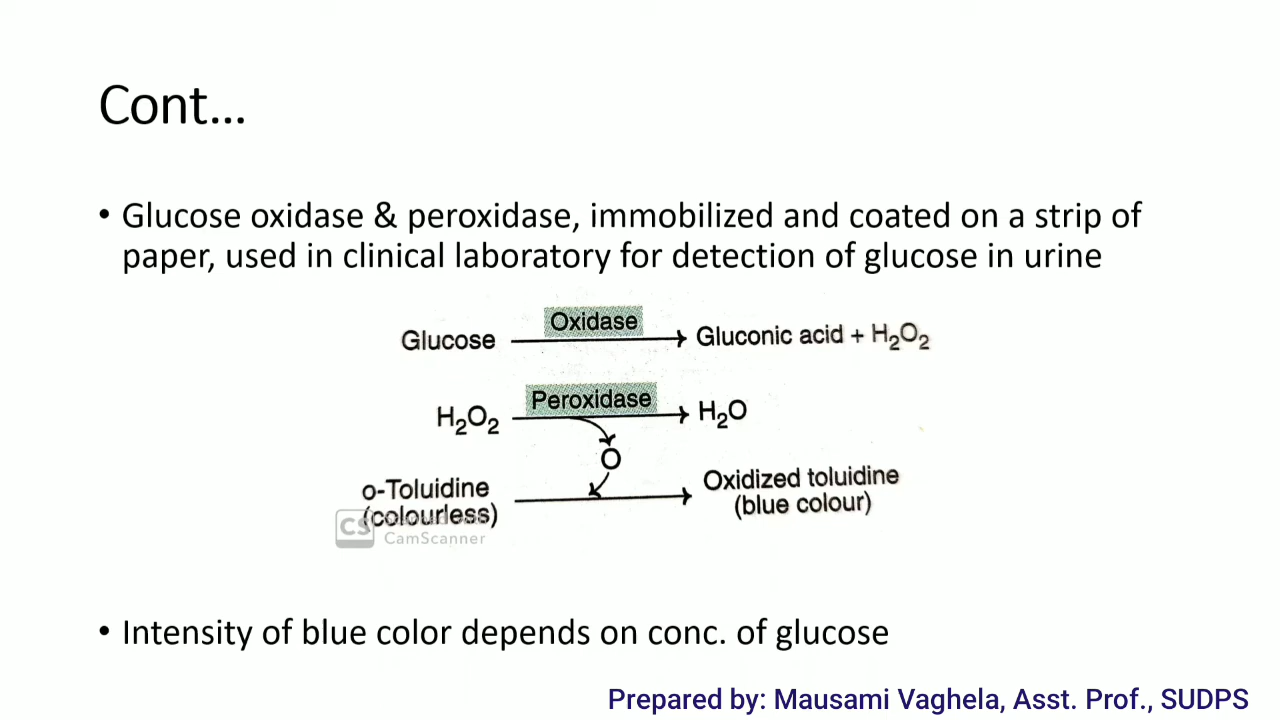 Cont...
• Glucose oxidase & peroxidase, immobilized and coated on a strip of
paper, used in clinical laboratory for detection of glucose in urine
Oxidase
Glucose → Gluconic acid + H₂O₂
Peroxidase
H₂O₂ → H₂O
O
o-Toluidine → Oxidized toluidine
(colourless) (blue colour)
CS
CamScanner
• Intensity of blue color depends on conc. of glucose
Prepared by: Mausami Vaghela, Asst. Prof., SUDPS